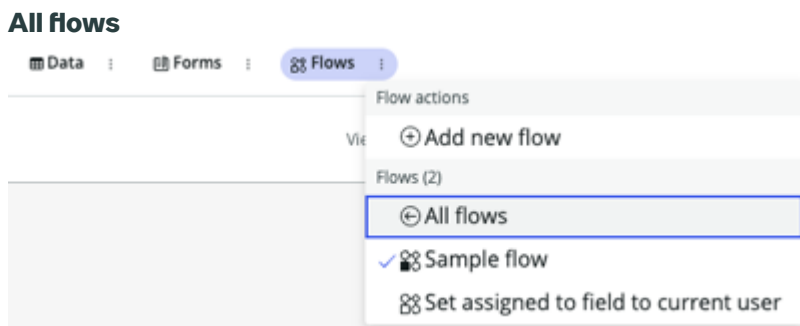 All flows
Data Forms Flows
Flow actions
Vie
Add new flow
Flows (2)
All flows
Sample flow
Set assigned to field to current user